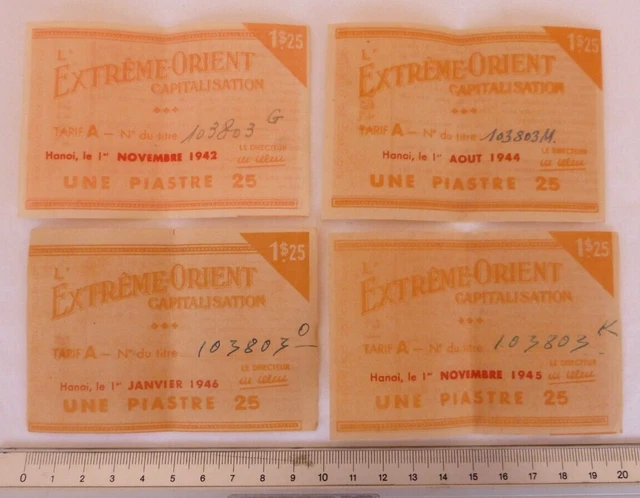 L'
EXTRÊME-ORIENT
CAPITALISATION
1$25
TARIF A - N° du titre 103803 G
Hanoi, le 1er NOVEMBRE 1942
LE DIRECTEUR
UNE PIASTRE 25
L'
EXTRÊME-ORIENT
CAPITALISATION
1$25
TARIF A - N° du titre 103803 M.
Hanoi, le 1er AOUT 1944
LE DIRECTEUR
UNE PIASTRE 25
L'
EXTRÊME-ORIENT
CAPITALISATION
1$25
TARIF A - N° du titre 103803 O
Hanoi, le 1er JANVIER 1946
LE DIRECTEUR
UNE PIASTRE 25
L'
EXTRÊME-ORIENT
CAPITALISATION
1$25
TARIF A - N° du titre 103803 K
Hanoi, le 1er NOVEMBRE 1945
LE DIRECTEUR
UNE PIASTRE 25
0 1 2 3 4 5 6 7 8 9 10 11 12 13 14 15 16 17 18 19 20